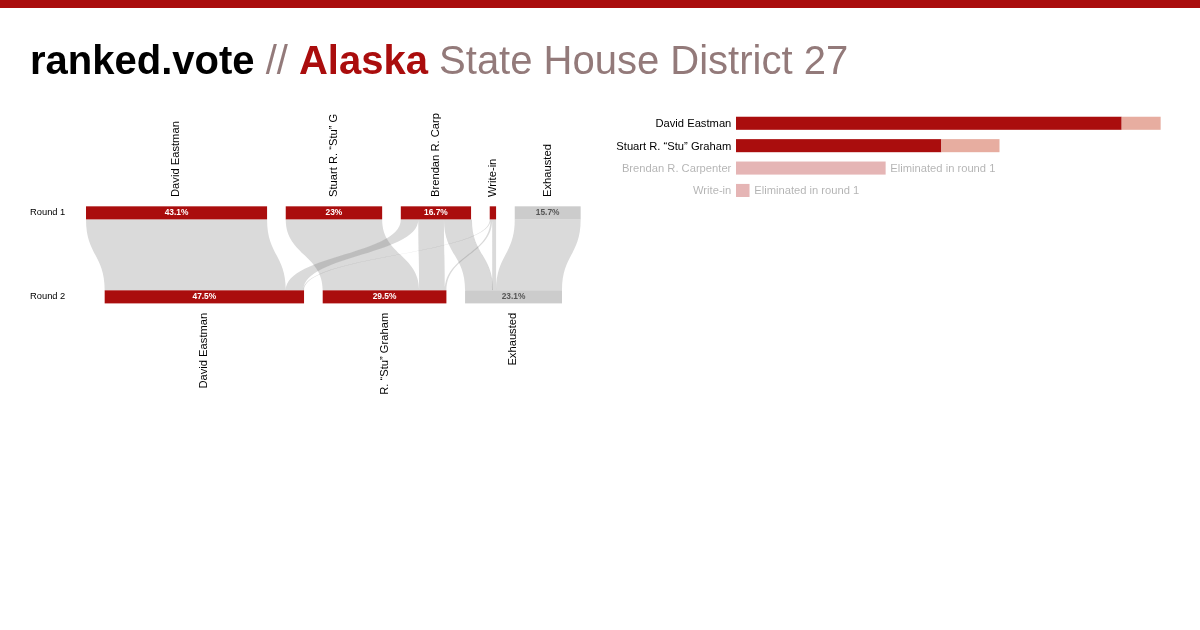 ranked.vote // Alaska State House District 27
David Eastman
Stuart R. “Stu” G
Brendan R. Carp
Write-in
Exhausted
Round 1
43.1%
23%
16.7%
15.7%
Round 2
47.5%
29.5%
23.1%
David Eastman
R. “Stu” Graham
Exhausted
David Eastman
Stuart R. “Stu” Graham
Brendan R. Carpenter Eliminated in round 1
Write-in Eliminated in round 1